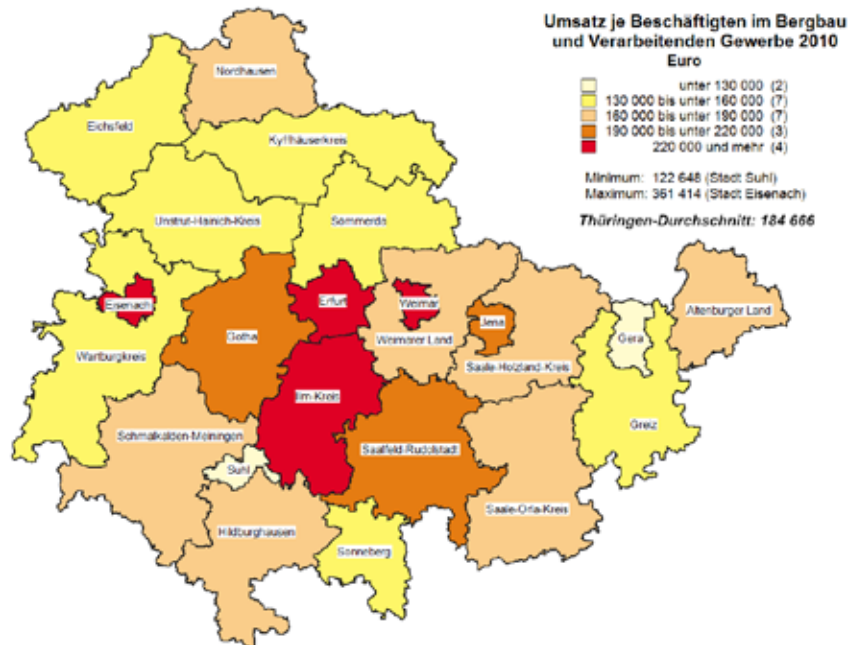 Umsatz je Beschäftigten im Bergbau
und Verarbeitenden Gewerbe 2010
Euro
unter 130 000 (2)
130 000 bis unter 160 000 (7)
160 000 bis unter 190 000 (7)
190 000 bis unter 220 000 (3)
220 000 und mehr (4)
Minimum: 122 648 (Stadt Suhl)
Maximum: 361 414 (Stadt Eisenach)
Thüringen-Durchschnitt: 184 666
Nordhausen
Eichsfeld
Kyffhäuserkreis
Unstrut-Hainich-Kreis
Sömmerda
Eisenach
Erfurt
Weimar
Jena
Gera
Altenburger Land
Gotha
Weimarer Land
Wartburgkreis
Saale-Holzland-Kreis
Ilm-Kreis
Greiz
Schmalkalden-Meiningen
Saalfeld-Rudolstadt
Suhl
Saale-Orla-Kreis
Hildburghausen
Sonneberg